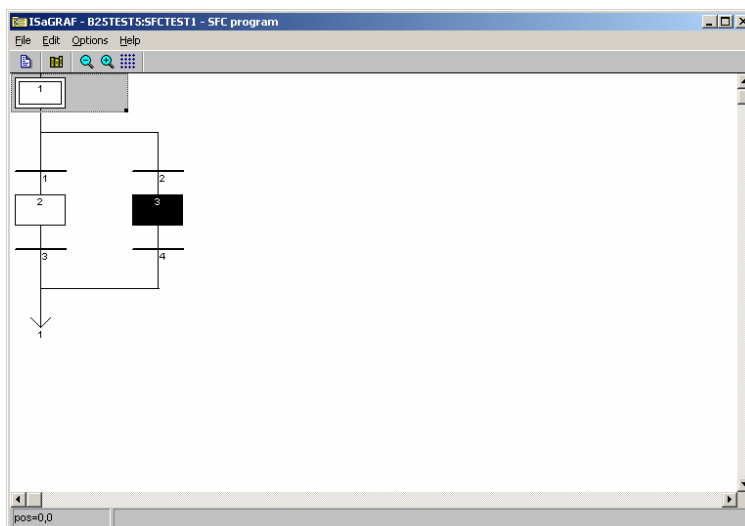 ISaGRAF - B25TEST5:SFCTEST1 - SFC program
File Edit Options Help
1
1 2
2 3
3 4
1
pos=0,0